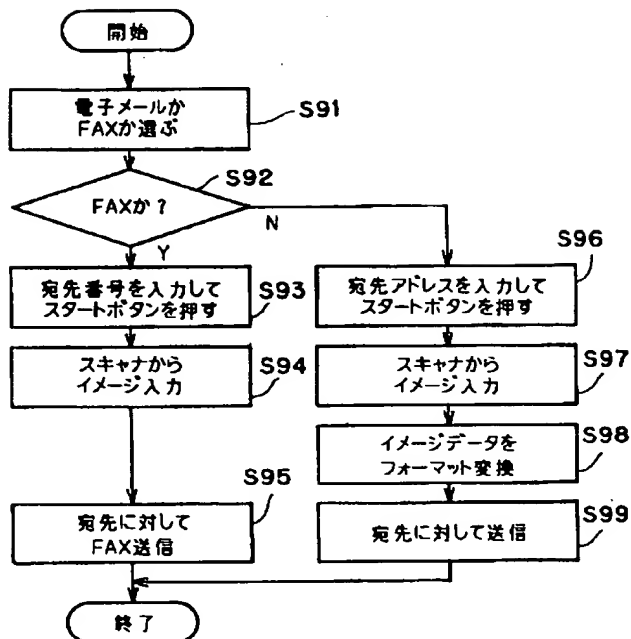 開始
電子メールか
FAXか選ぶ
S91
S92
FAXか？
N
Y
宛先番号を入力して
スタートボタンを押す
S93
スキャナから
イメージ入力
S94
宛先に対して
FAX送信
S95
宛先アドレスを入力して
スタートボタンを押す
S96
スキャナから
イメージ入力
S97
イメージデータを
フォーマット変換
S98
宛先に対して送信
S99
終了